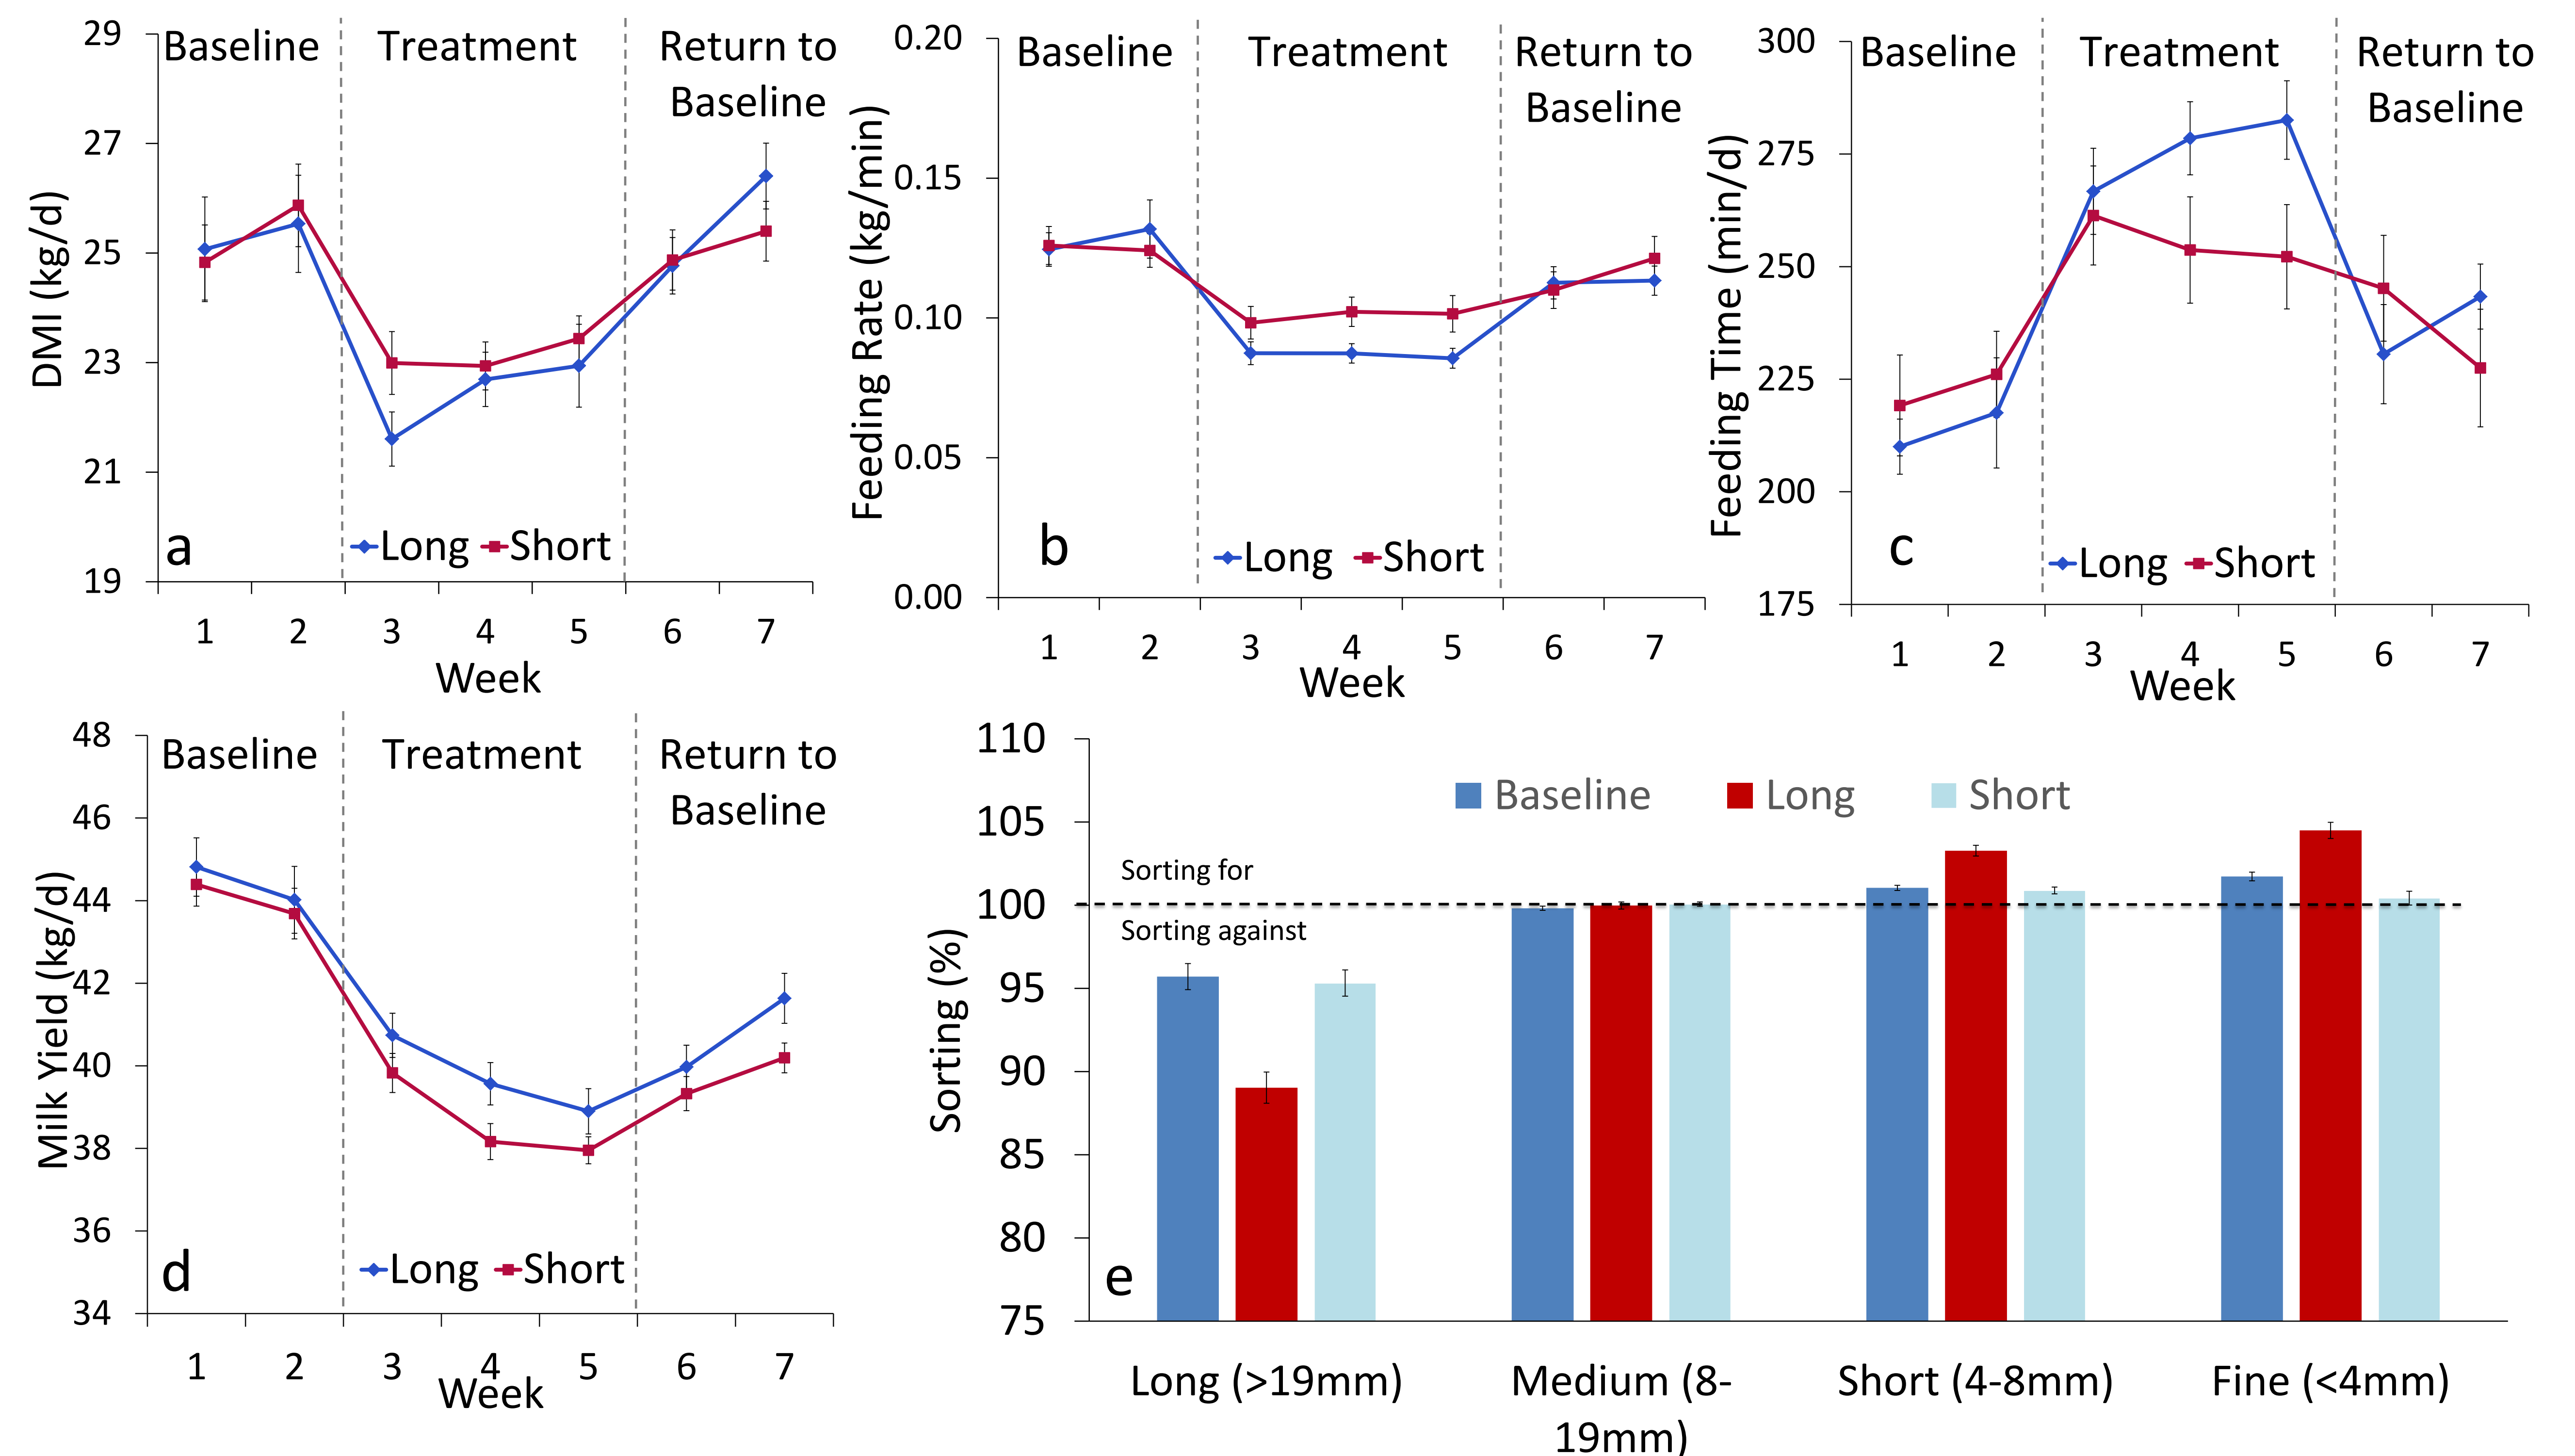 29
27
25
23
21
19
DMI (kg/d)
Baseline
Treatment
Return to
Baseline
a
Long
Short
1 2 3 4 5 6 7
Week
0.20
0.15
0.10
0.05
0.00
Feeding Rate (kg/min)
Baseline
Treatment
Return to
Baseline
b
Long
Short
1 2 3 4 5 6 7
Week
300
275
250
225
200
175
Feeding Time (min/d)
Baseline
Treatment
Return to
Baseline
c
Long
Short
1 2 3 4 5 6 7
Week
48
46
44
42
40
38
36
34
Milk Yield (kg/d)
Baseline
Treatment
Return to
Baseline
d
Long
Short
1 2 3 4 5 6 7
Week
110
105
100
95
90
85
80
75
Sorting (%)
Baseline
Long
Short
Sorting for
Sorting against
e
Long (>19mm)
Medium (8-
19mm)
Short (4-8mm)
Fine (<4mm)